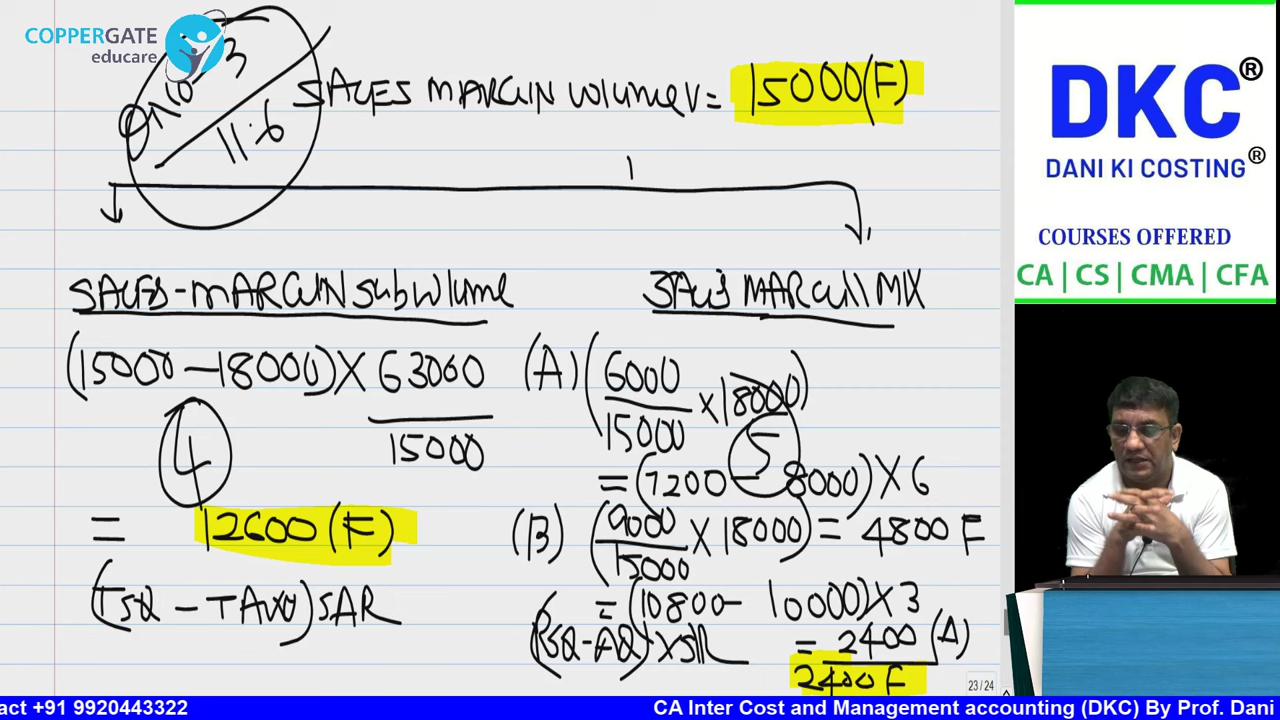 COPPERGATE
educare
3
11:6
SALES MARGIN VOLUME V = 15000(F)
SALES-MARGIN SUB VOLUME
(15000 - 18000) X 63000
15000
4
= 12600 (F)
(TSQ - TAQ) SAR
SALES MARGIN MIX
(A) (6000
15000 X 18000)
5
= (7200 - 8000) X 6
= 4800 F
(B) (9000
15000 X 18000)
= (10800 - 10000) X 3
= 2400 (A)
(RSQ - AQ) X SR
2400 F
23/24
DKC®
DANI KI COSTING®
COURSES OFFERED
CA | CS | CMA | CFA
act +91 9920443322
CA Inter Cost and Management accounting (DKC) By Prof. Dani